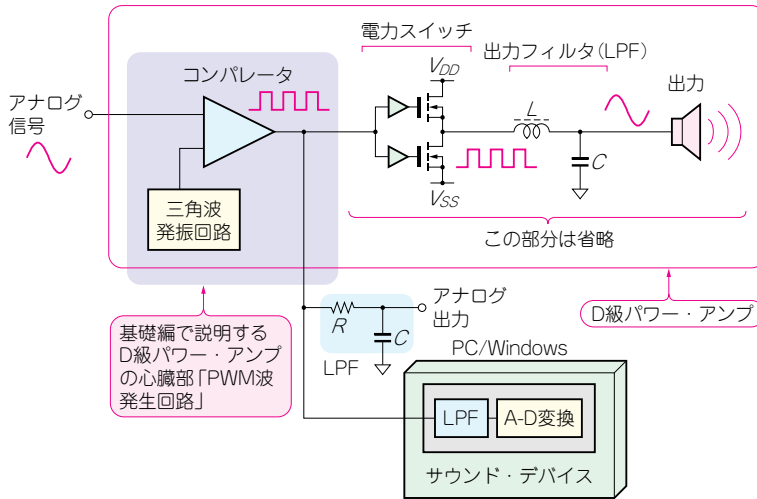 電力スイッチ
コンパレータ
出力フィルタ(LPF)
VDD
アナログ
信号
出力
L
C
三角波
発振回路
VSS
この部分は省略
アナログ
出力
D級パワー・アンプ
R
C
LPF
基礎編で説明する
D級パワー・アンプ
の心臓部「PWM波
発生回路」
PC/Windows
LPF
A-D変換
サウンド・デバイス